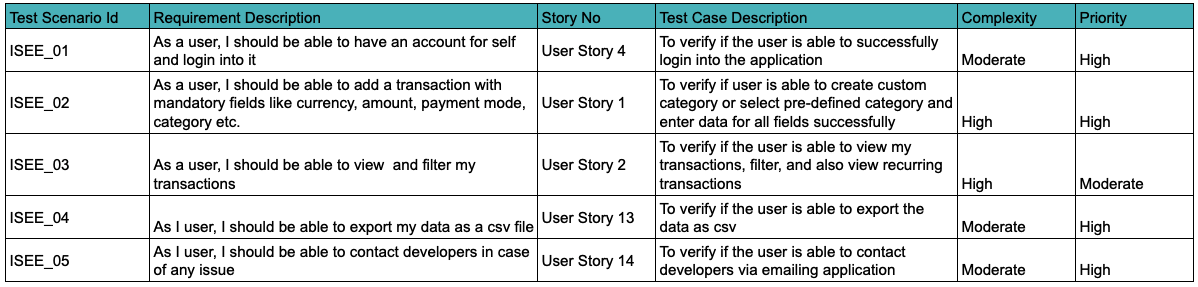 Test Scenario Id Requirement Description Story No Test Case Description Complexity Priority
ISEE_01
As a user, I should be able to have an account for self
and login into it
User Story 4
To verify if the user is able to successfully
login into the application
Moderate
High
ISEE_02
As a user, I should be able to add a transaction with
mandatory fields like currency, amount, payment mode,
category etc.
User Story 1
To verify if user is able to create custom
category or select pre-defined category and
enter data for all fields successfully
High
High
ISEE_03
As a user, I should be able to view  and filter my
transactions
User Story 2
To verify if the user is able to view my
transactions, filter, and also view recurring
transactions
High
Moderate
ISEE_04
As I user, I should be able to export my data as a csv file
User Story 13
To verify if the user is able to export the
data as csv
Moderate
High
ISEE_05
As I user, I should be able to contact developers in case
of any issue
User Story 14
To verify if the user is able to contact
developers via emailing application
Moderate
High